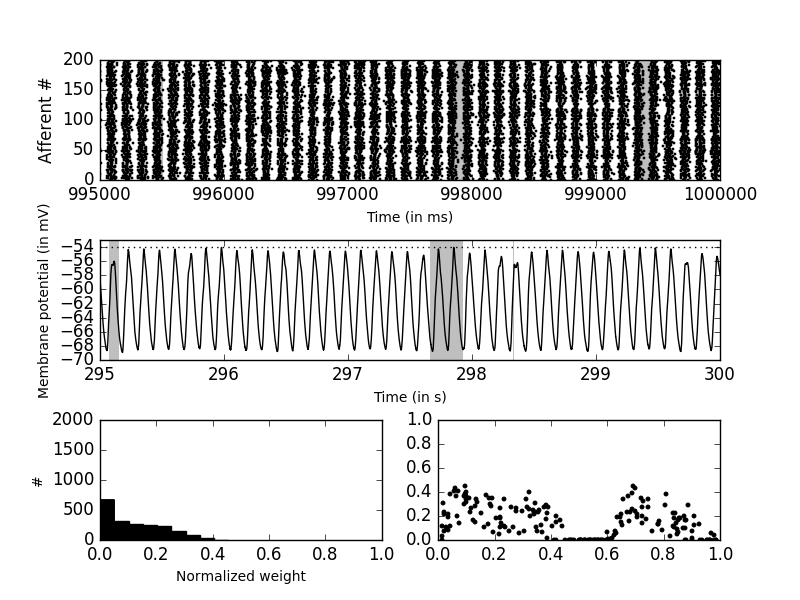 200
150
100
50
0
Afferent #
995000 996000 997000 998000 999000 1000000
Time (in ms)
−54
−56
−58
−60
−62
−64
−66
−68
−70
Membrane potential (in mV)
295 296 297 298 299 300
Time (in s)
2000
1500
1000
500
0
#
0.0 0.2 0.4 0.6 0.8 1.0
Normalized weight
1.0
0.8
0.6
0.4
0.2
0.0
0.0 0.2 0.4 0.6 0.8 1.0